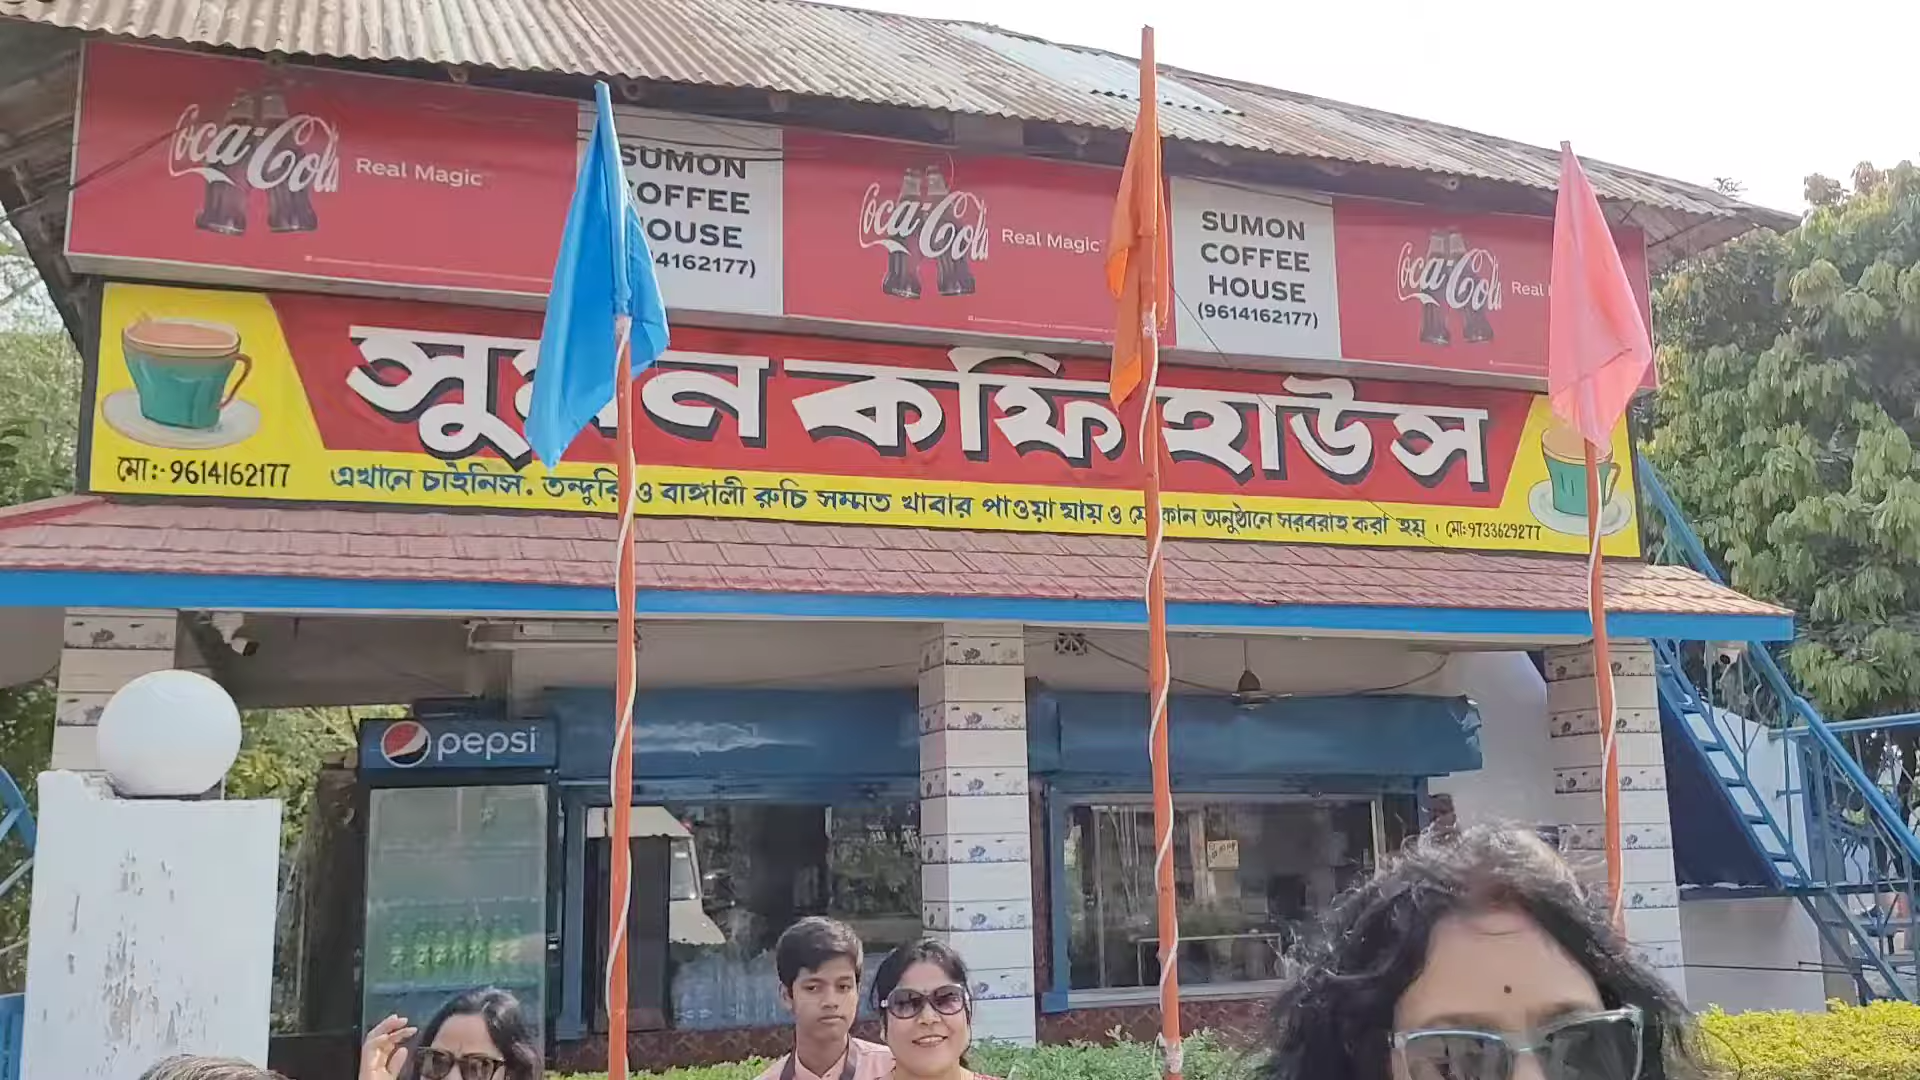 Coca-Cola Real Magic
SUMON
COFFEE
HOUSE
4162177)
Coca-Cola Real Magic
SUMON
COFFEE
HOUSE
(9614162177)
Coca-Cola Real
সুমন কফি হাউস
মো:- 9614162177
এখানে চাইনিস. তন্দুরি ও বাঙ্গালী রুচি সম্মত খাবার পাওয়া যায় ও যে কোন অনুষ্ঠানে সরবরাহ করা হয় । মো:9733629277
pepsi